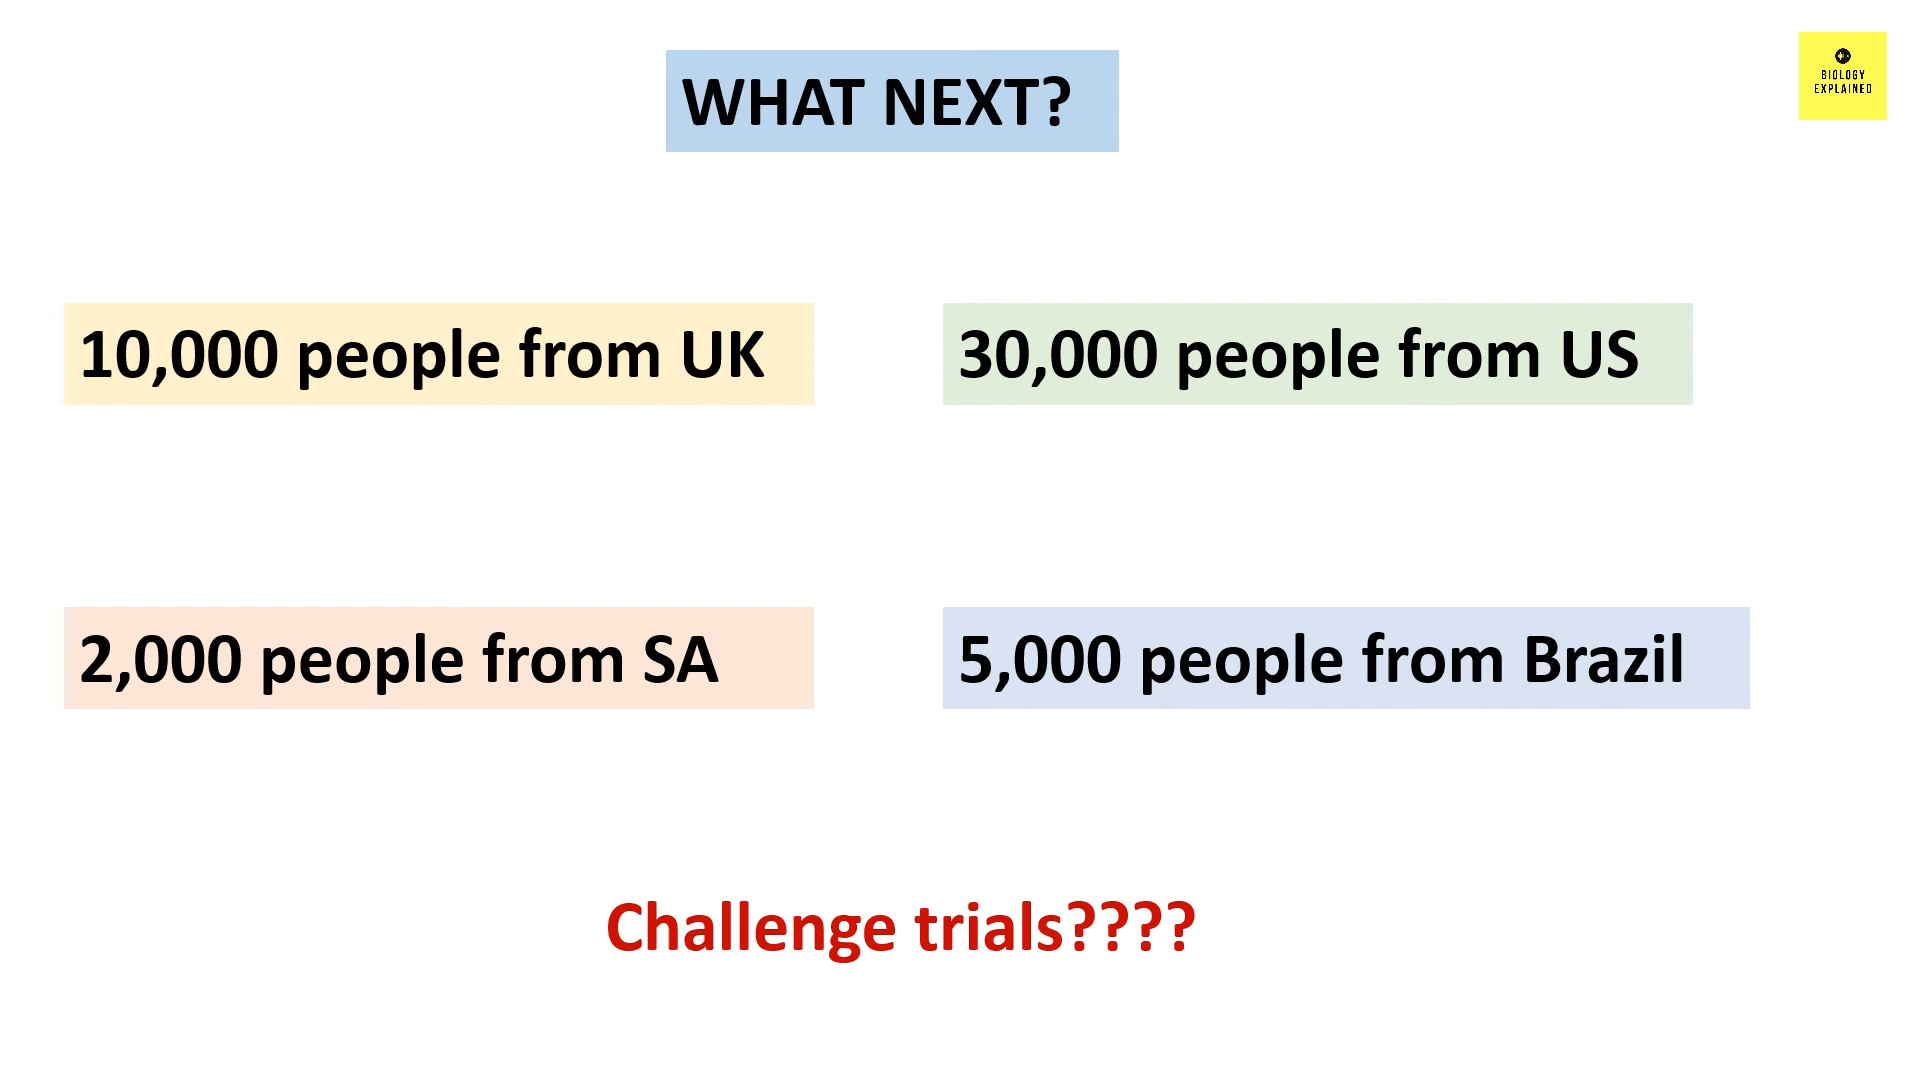 WHAT NEXT?
BIOLOGY
EXPLAINED
10,000 people from UK
30,000 people from US
2,000 people from SA
5,000 people from Brazil
Challenge trials????